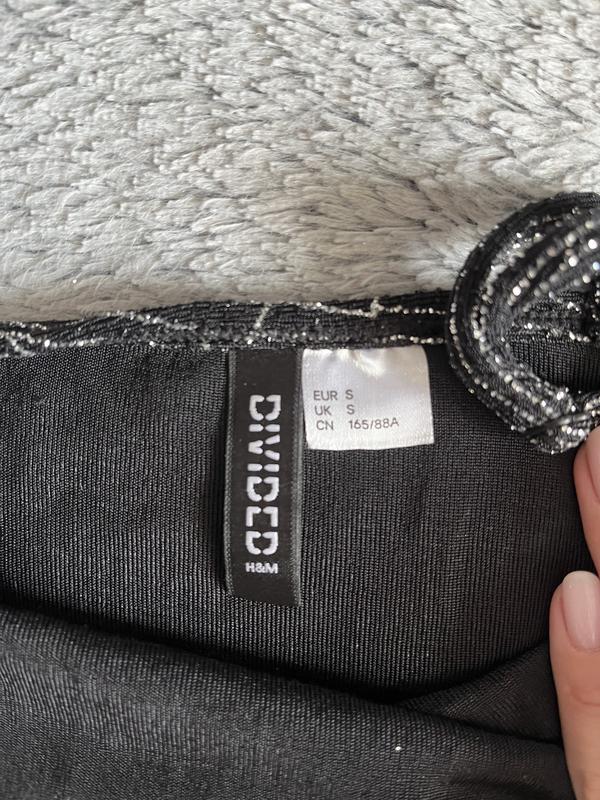 DIVIDED
H&M
EUR S
UK S
CN 165/88A